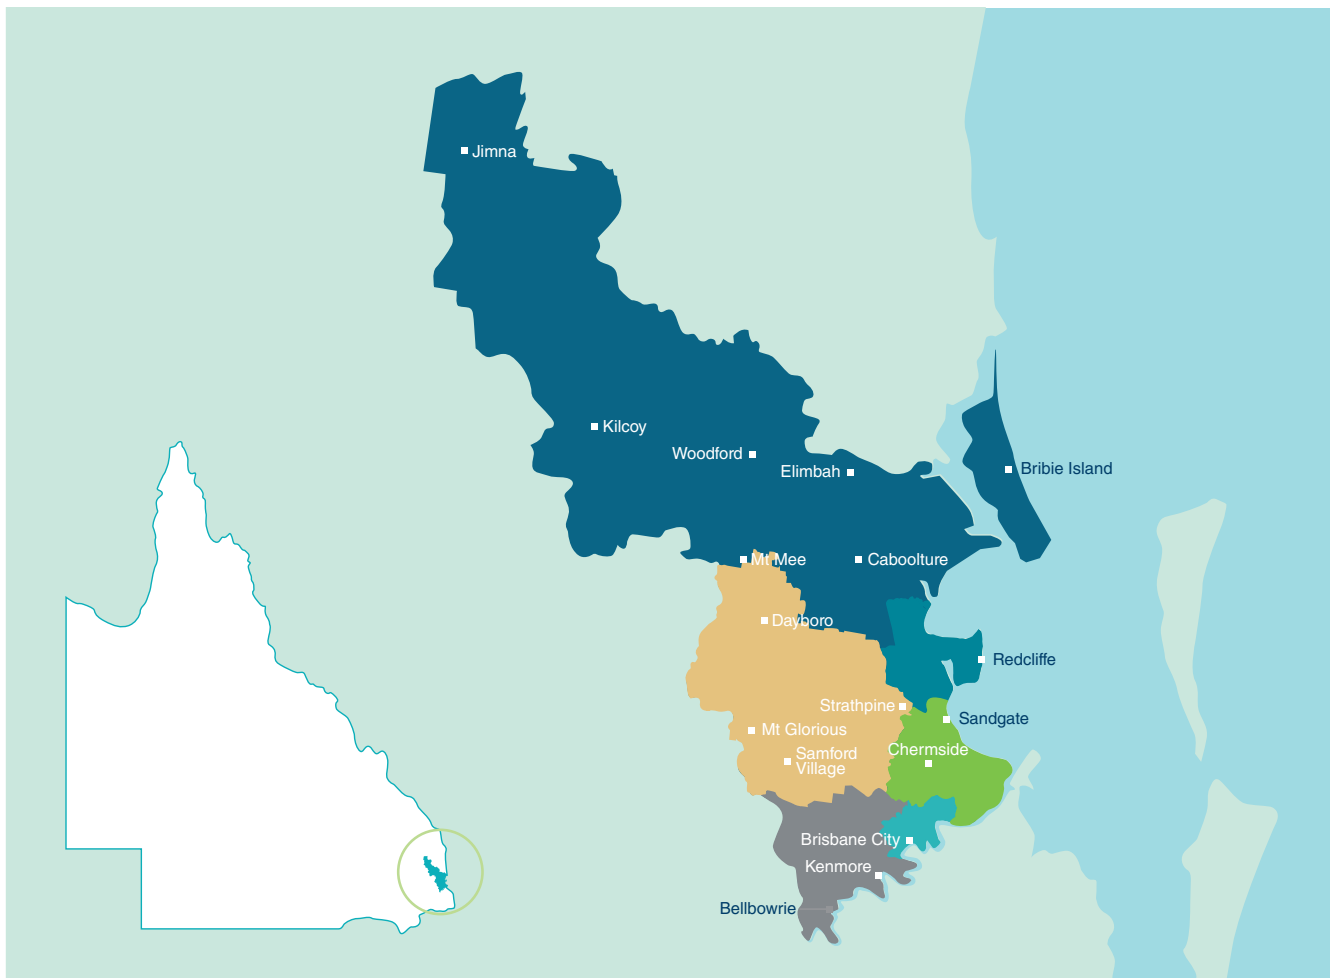 Jimna
Kilcoy
Woodford
Elimbah
Bribie Island
Mt Mee
Caboolture
Dayboro
Redcliffe
Strathpine
Sandgate
Mt Glorious
Chermside
Samford
Village
Brisbane City
Kenmore
Bellbowrie